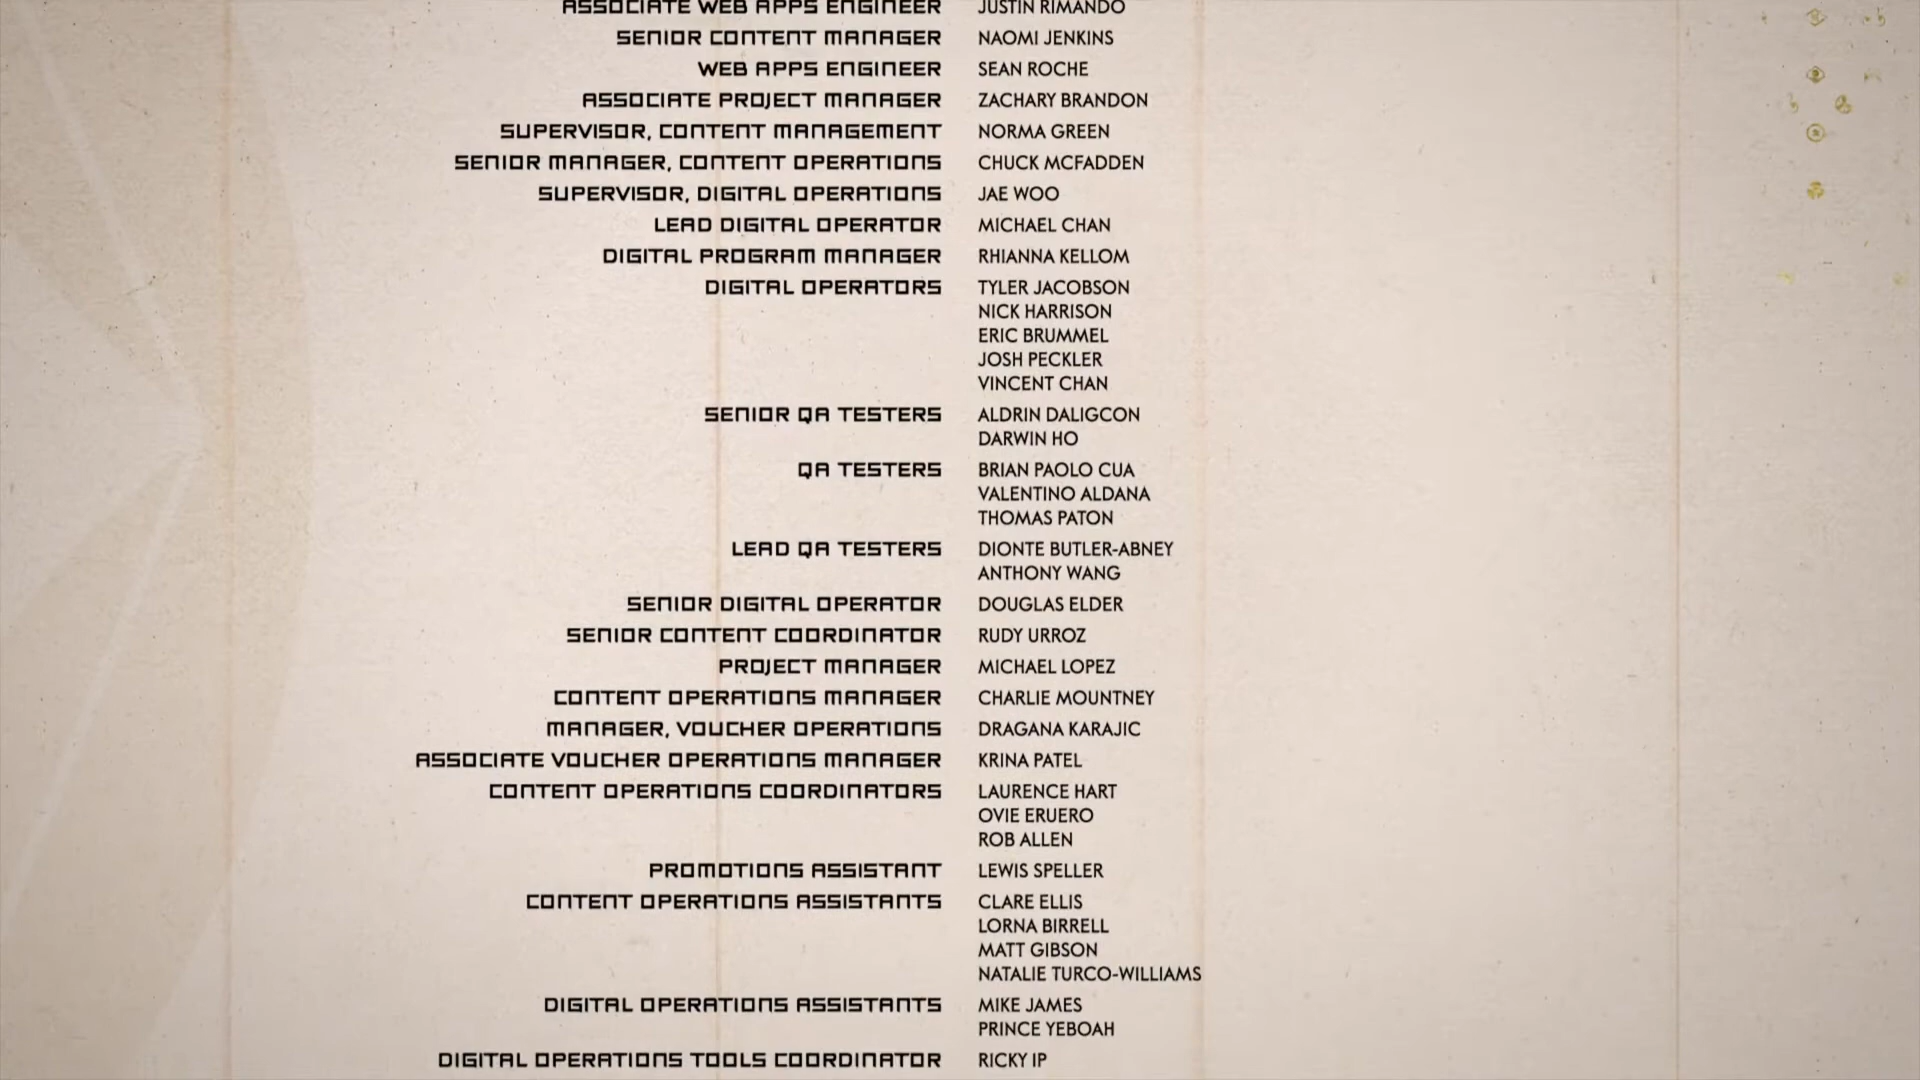 ASSOCIATE WEB APPS ENGINEER JUSTIN RIMANDO
SENIOR CONTENT MANAGER NAOMI JENKINS
WEB APPS ENGINEER SEAN ROCHE
ASSOCIATE PROJECT MANAGER ZACHARY BRANDON
SUPERVISOR, CONTENT MANAGEMENT NORMA GREEN
SENIOR MANAGER, CONTENT OPERATIONS CHUCK MCFADDEN
SUPERVISOR, DIGITAL OPERATIONS JAE WOO
LEAD DIGITAL OPERATOR MICHAEL CHAN
DIGITAL PROGRAM MANAGER RHIANNA KELLOM
DIGITAL OPERATORS TYLER JACOBSON
NICK HARRISON
ERIC BRUMMEL
JOSH PECKLER
VINCENT CHAN
SENIOR QA TESTERS ALDRIN DALIGCON
DARWIN HO
QA TESTERS BRIAN PAOLO CUA
VALENTINO ALDANA
THOMAS PATON
LEAD QA TESTERS DIONTE BUTLER-ABNEY
ANTHONY WANG
SENIOR DIGITAL OPERATOR DOUGLAS ELDER
SENIOR CONTENT COORDINATOR RUDY URROZ
PROJECT MANAGER MICHAEL LOPEZ
CONTENT OPERATIONS MANAGER CHARLIE MOUNTNEY
MANAGER, VOUCHER OPERATIONS DRAGANA KARAJIC
ASSOCIATE VOUCHER OPERATIONS MANAGER KRINA PATEL
CONTENT OPERATIONS COORDINATORS LAURENCE HART
OVIE ERUERO
ROB ALLEN
PROMOTIONS ASSISTANT LEWIS SPELLER
CONTENT OPERATIONS ASSISTANTS CLARE ELLIS
LORNA BIRRELL
MATT GIBSON
NATALIE TURCO-WILLIAMS
DIGITAL OPERATIONS ASSISTANTS MIKE JAMES
PRINCE YEBOAH
DIGITAL OPERATIONS TOOLS COORDINATOR RICKY IP